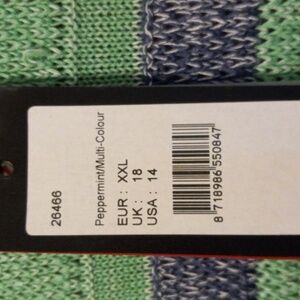 26466
Peppermint/Multi-Colour
EUR : XXL
UK : 18
USA : 14
8 718986 550847